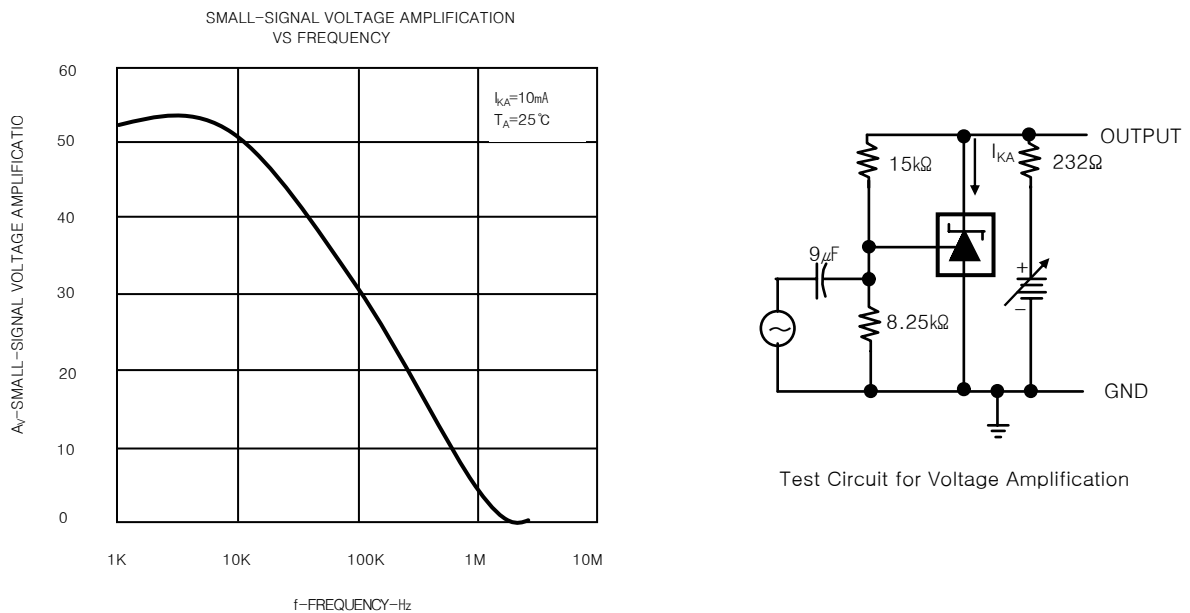 SMALL-SIGNAL VOLTAGE AMPLIFICATION
VS FREQUENCY
A_V-SMALL-SIGNAL VOLTAGE AMPLIFICATIO
60
50
40
30
20
10
0
I_KA=10mA
T_A=25℃
1K
10K
100K
1M
10M
f-FREQUENCY-Hz
OUTPUT
15kΩ
I_KA
232Ω
9μF
+
-
8.25kΩ
GND
Test Circuit for Voltage Amplification